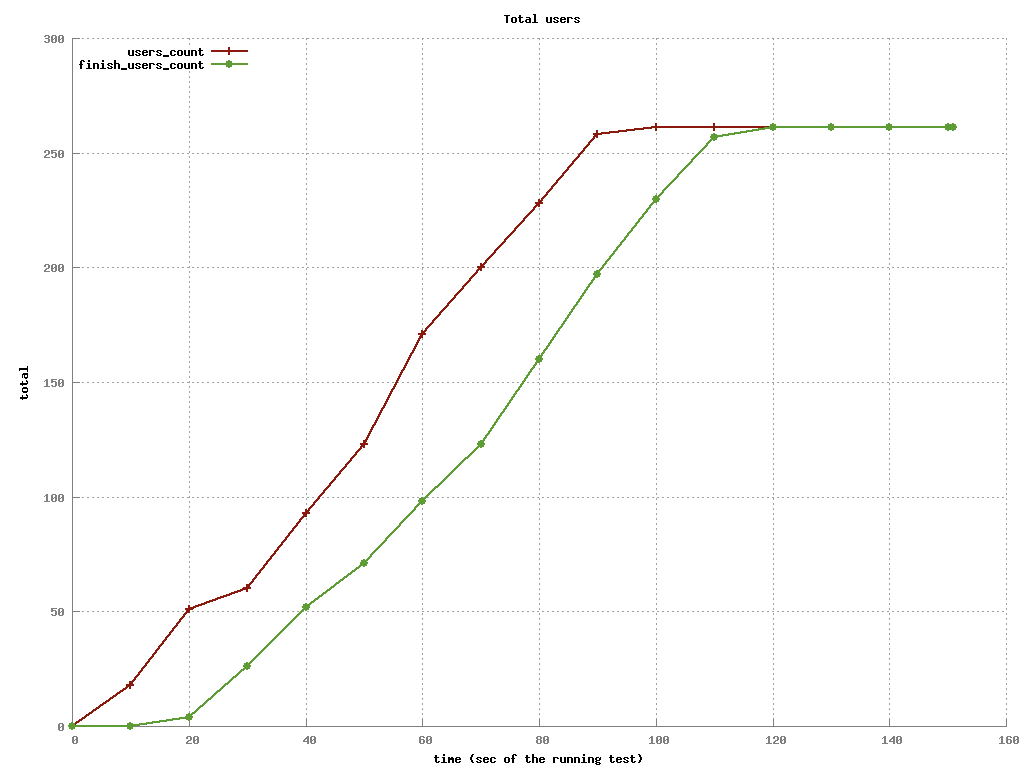 Total users
300
users_count
finish_users_count
250
200
150
total
100
50
0
0 20 40 60 80 100 120 140 160
time (sec of the running test)